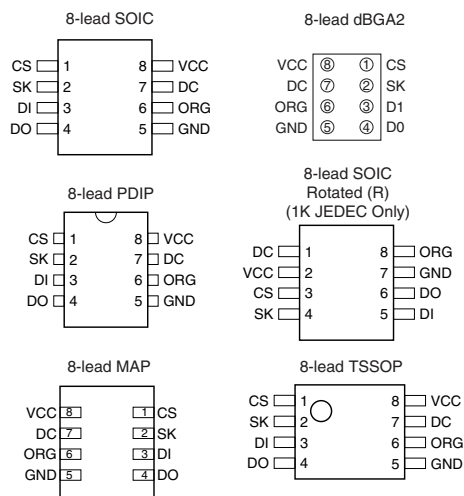 8-lead SOIC
CS 1 8 VCC
SK 2 7 DC
DI 3 6 ORG
DO 4 5 GND
8-lead dBGA2
VCC ⑧ ① CS
DC ⑦ ② SK
ORG ⑥ ③ D1
GND ⑤ ④ D0
8-lead PDIP
CS 1 8 VCC
SK 2 7 DC
DI 3 6 ORG
DO 4 5 GND
8-lead SOIC
Rotated (R)
(1K JEDEC Only)
DC 1 8 ORG
VCC 2 7 GND
CS 3 6 DO
SK 4 5 DI
8-lead MAP
VCC 8 1 CS
DC 7 2 SK
ORG 6 3 DI
GND 5 4 DO
8-lead TSSOP
CS 1 8 VCC
SK 2 7 DC
DI 3 6 ORG
DO 4 5 GND